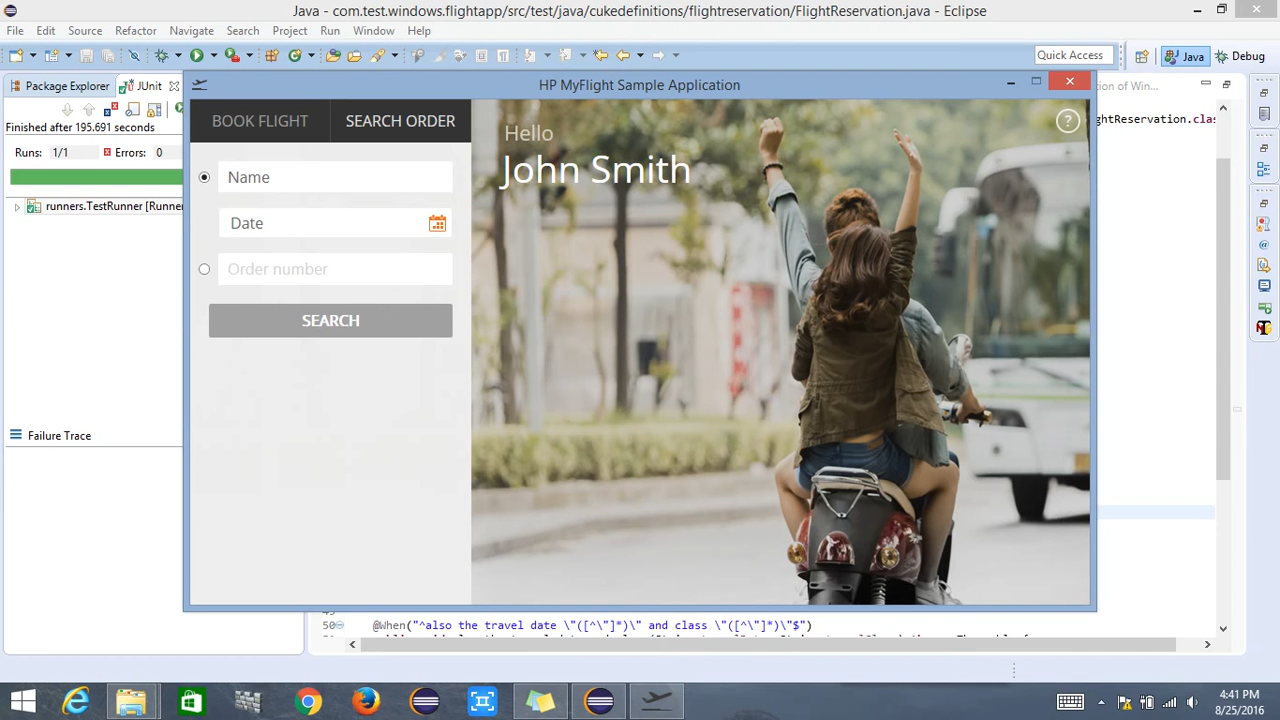 Java - com.test.windows.flightapp/src/test/java/cukedefinitions/flightreservation/FlightReservation.java - Eclipse
File Edit Source Refactor Navigate Search Project Run Window Help
Quick Access Java Debug
Package Explorer JUnit
HP MyFlight Sample Application
ion of Win...
Finished after 195.691 seconds
Runs: 1/1 Errors: 0
runners.TestRunner [Runner
Failure Trace
BOOK FLIGHT SEARCH ORDER
Name
Date
Order number
SEARCH
Hello
John Smith
?
ghtReservation.clas
50 @When("^also the travel date \"([^\"]*)\" and class \"([^\"]*)\"$")
4:41 PM
8/25/2016